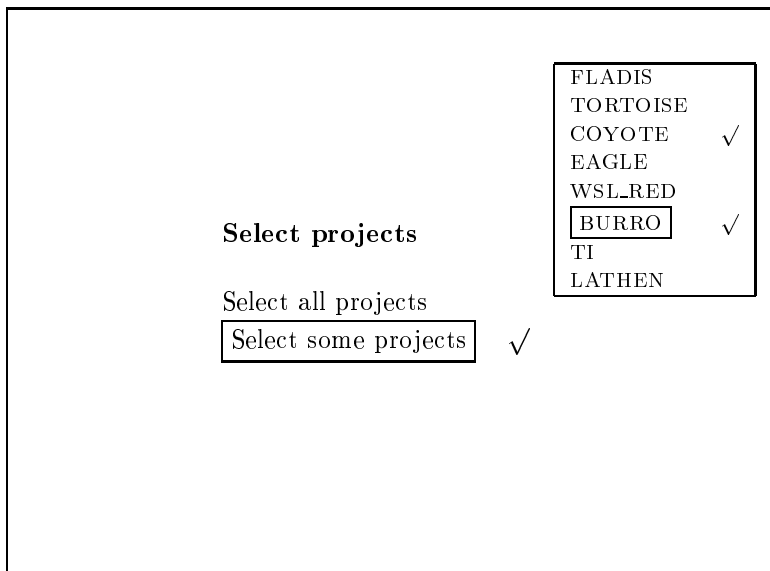 FLADIS
TORTOISE
COYOTE √
EAGLE
WSL_RED
BURRO √
TI
LATHEN
Select projects
Select all projects
Select some projects √